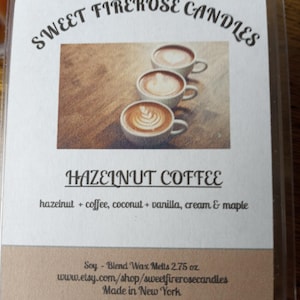 SWEET FIREROSE CANDLES
HAZELNUT COFFEE
hazelnut + coffee, coconut + vanilla, cream & maple
Soy - Blend Wax Melts 2.75 oz.
www.etsy.com/shop/sweetfirerosecandles
Made in New York